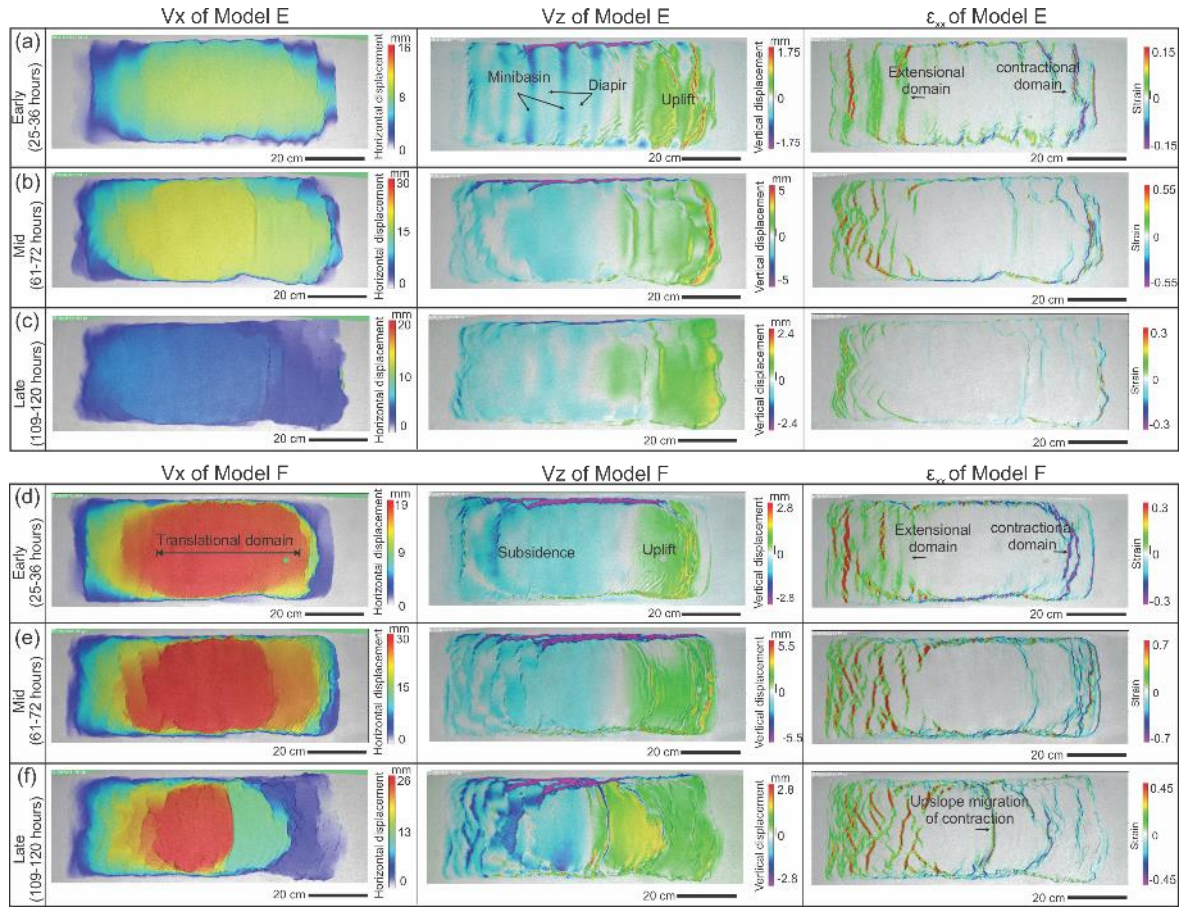 Vx of Model E
Vz of Model E
εxx of Model E
(a)
Early
(25-36 hours)
mm
16
8
0
Horizontal displacement
20 cm
Minibasin
Diapir
Uplift
mm
1.75
0
-1.75
Vertical displacement
20 cm
Extensional
domain
contractional
domain
0.15
0
-0.15
Strain
20 cm
(b)
Mid
(61-72 hours)
mm
30
15
0
Horizontal displacement
20 cm
mm
5
0
-5
Vertical displacement
20 cm
0.55
0
-0.55
Strain
20 cm
(c)
Late
(109-120 hours)
mm
20
10
0
Horizontal displacement
20 cm
mm
2.4
0
-2.4
Vertical displacement
20 cm
0.3
0
-0.3
Strain
20 cm
Vx of Model F
Vz of Model F
εxx of Model F
(d)
Early
(25-36 hours)
Translational domain
mm
19
9
0
Horizontal displacement
20 cm
Subsidence
Uplift
mm
2.8
0
-2.8
Vertical displacement
20 cm
Extensional
domain
contractional
domain
0.3
0
-0.3
Strain
20 cm
(e)
Mid
(61-72 hours)
mm
30
15
0
Horizontal displacement
20 cm
mm
5.5
0
-5.5
Vertical displacement
20 cm
0.7
0
-0.7
Strain
20 cm
(f)
Late
(109-120 hours)
mm
26
13
0
Horizontal displacement
20 cm
mm
2.8
0
-2.8
Vertical displacement
20 cm
Upslope migration
of contraction
0.45
0
-0.45
Strain
20 cm